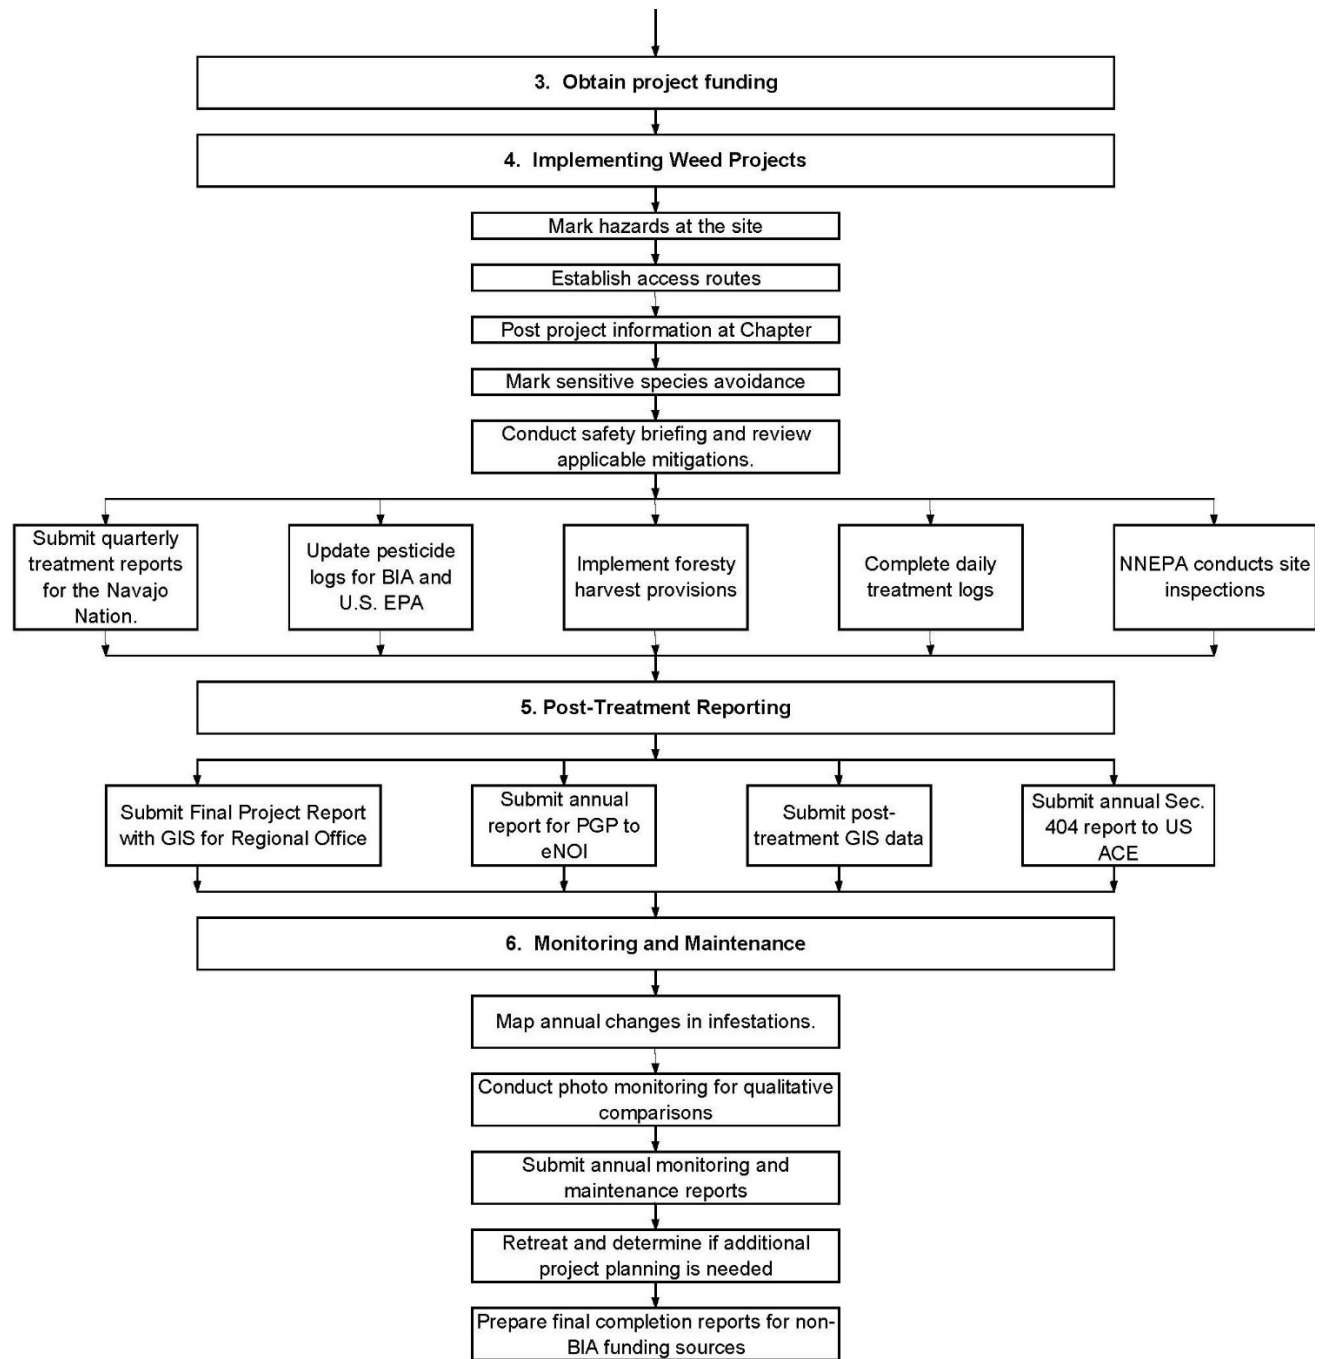 3. Obtain project funding
4. Implementing Weed Projects
Mark hazards at the site
Establish access routes
Post project information at Chapter
Mark sensitive species avoidance
Conduct safety briefing and review
applicable mitigations.
Submit quarterly
treatment reports
for the Navajo
Nation.
Update pesticide
logs for BIA and
U.S. EPA
Implement foresty
harvest provisions
Complete daily
treatment logs
NNEPA conducts site
inspections
5. Post-Treatment Reporting
Submit Final Project Report
with GIS for Regional Office
Submit annual
report for PGP to
eNOI
Submit post-
treatment GIS data
Submit annual Sec.
404 report to US
ACE
6. Monitoring and Maintenance
Map annual changes in infestations.
Conduct photo monitoring for qualitative
comparisons
Submit annual monitoring and
maintenance reports
Retreat and determine if additional
project planning is needed
Prepare final completion reports for non-
BIA funding sources